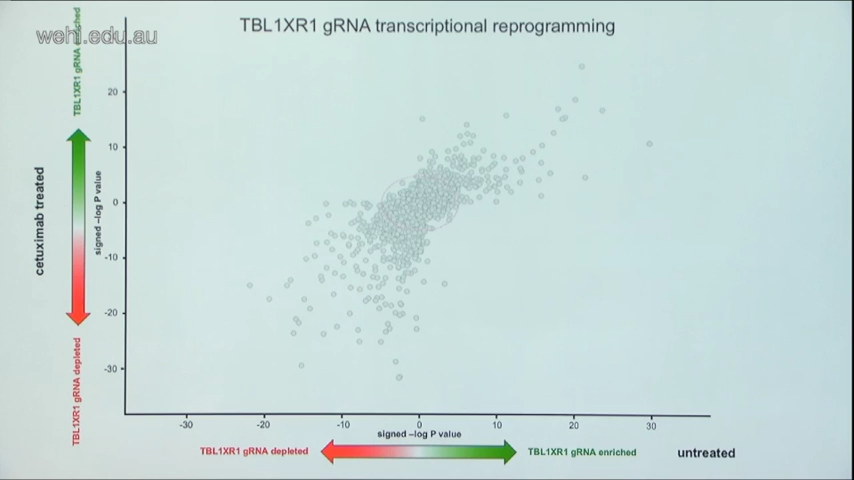 TBL1XR1 gRNA transcriptional reprogramming
wehi.edu.au
TBL1XR1 gRNA enriched
cetuximab treated
signed –log P value
TBL1XR1 gRNA depleted
20
10
0
-10
-20
-30
-30
-20
-10
0
10
20
30
signed –log P value
TBL1XR1 gRNA depleted
TBL1XR1 gRNA enriched
untreated